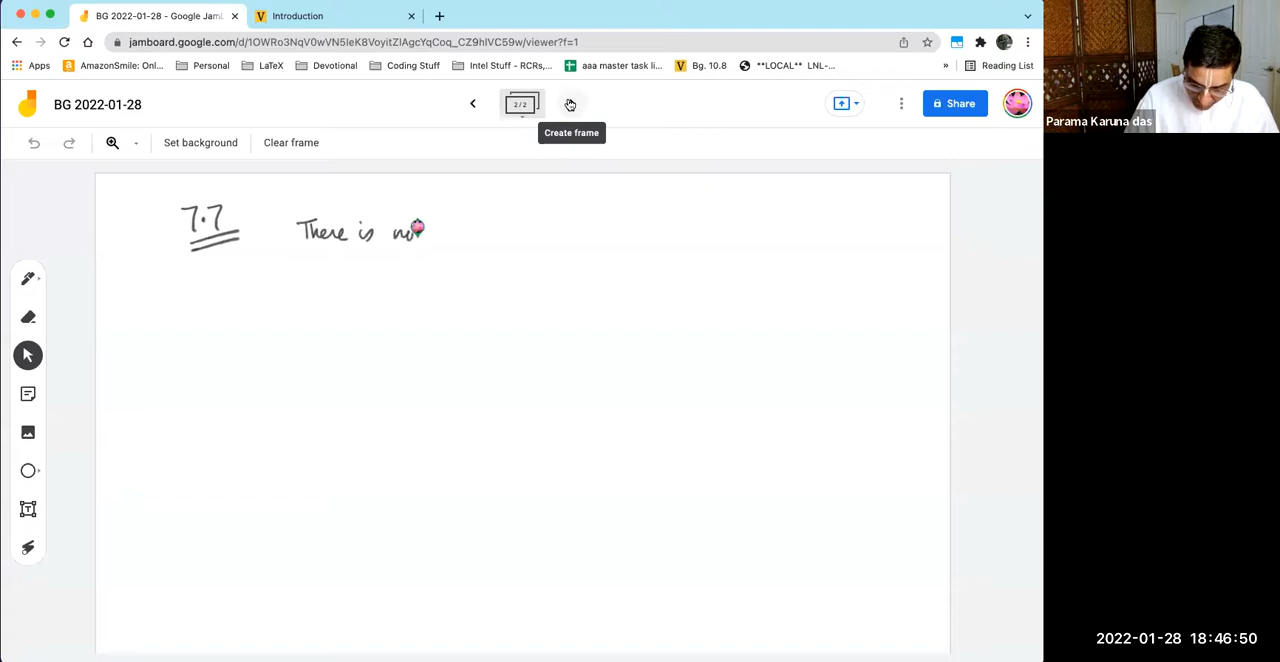 BG 2022-01-28 - Google Jam
Introduction
jamboard.google.com/d/1OWRo3NqV0wVN5leK8VoyitZlAgcYqCoq_CZ9hlVC59w/viewer?f=1
Apps
AmazonSmile: Onl...
Personal
LaTeX
Devotional
Coding Stuff
Intel Stuff - RCRs,...
aaa master task li...
Bg. 10.8
**LOCAL** LNL-...
»
Reading List
BG 2022-01-28
2/2
Share
Create frame
Parama Karuna das
Set background
Clear frame
7.7 There is no
2022-01-28 18:46:50